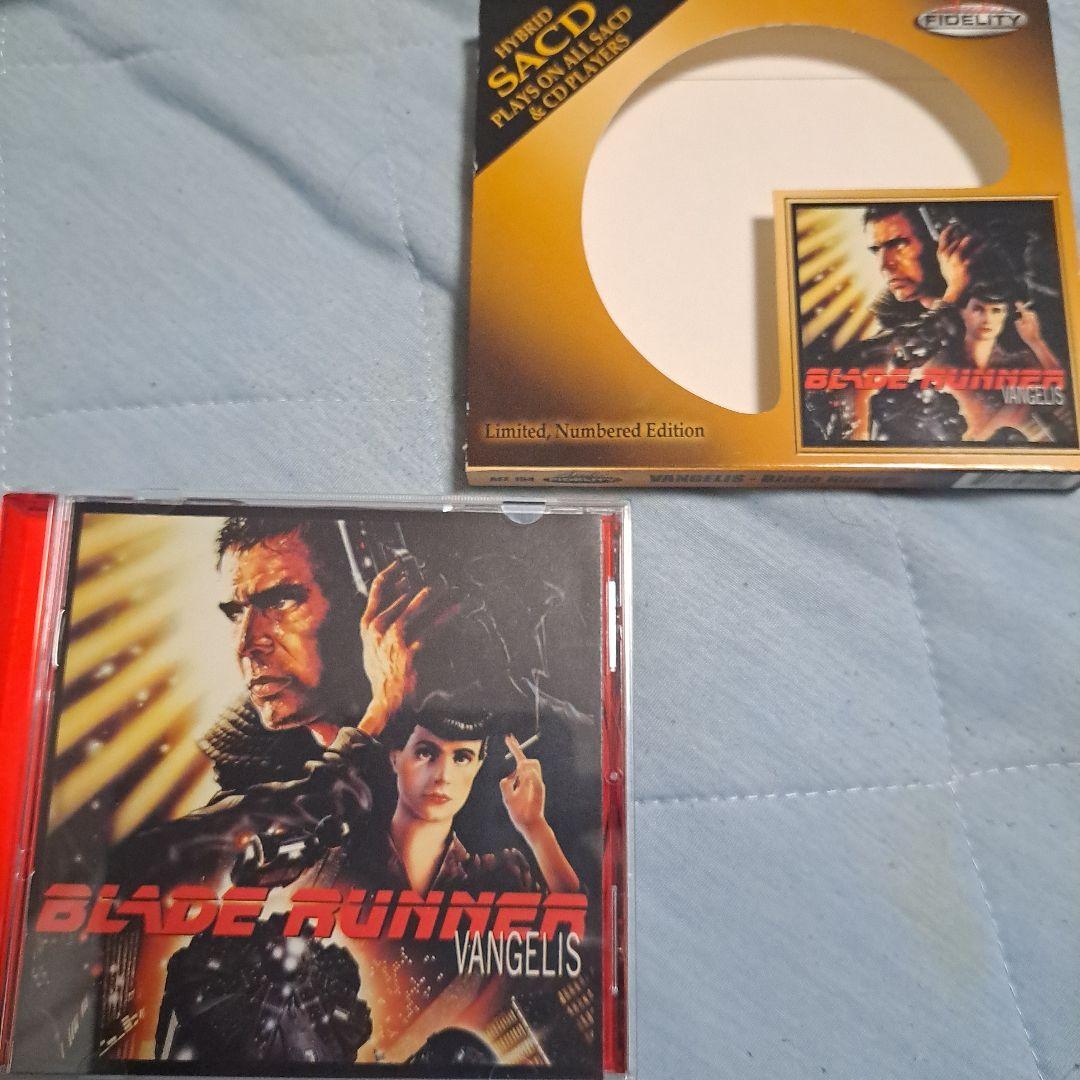 HYBRID
SACD
PLAYS ON ALL SACD
& CD PLAYERS
FIDELITY
BLADE RUNNER
VANGELIS
Limited, Numbered Edition
FIDELITY
VANGELIS - Blade Runner
BLADE RUNNER
VANGELIS